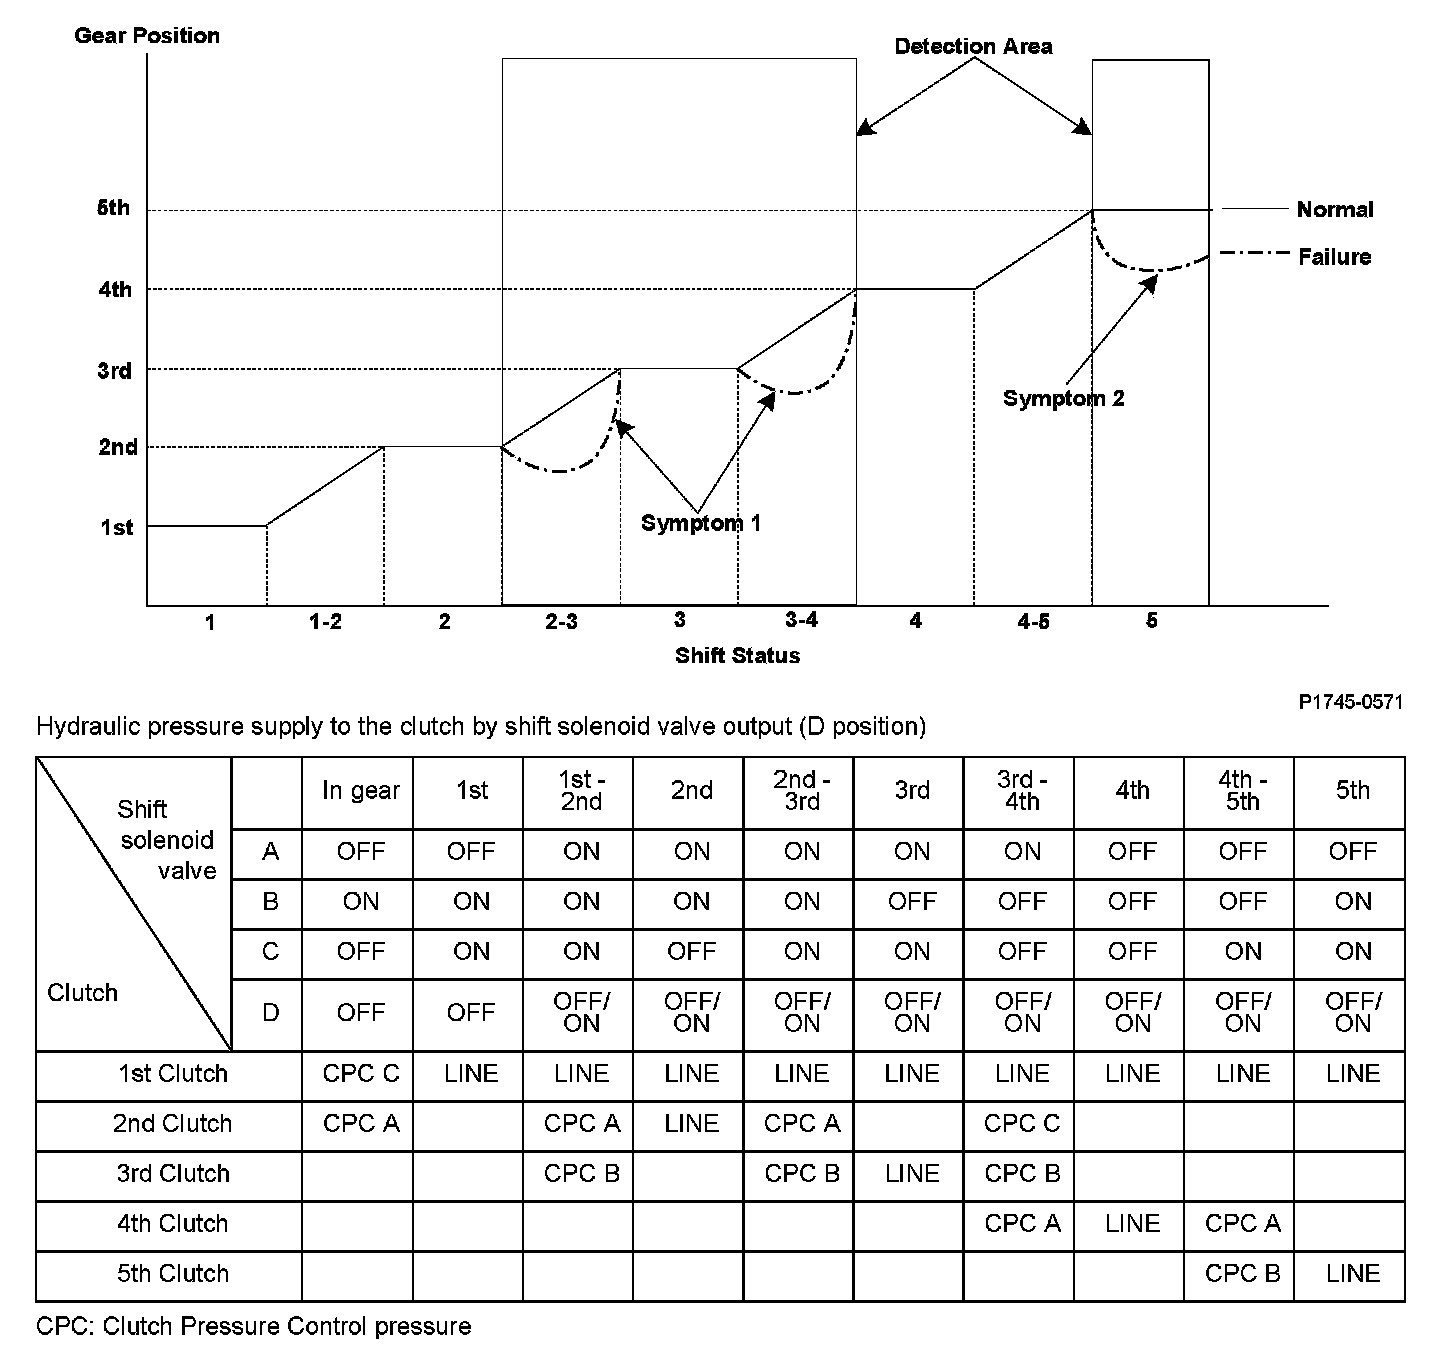 Gear Position
Detection Area
5th
Normal
Failure
4th
3rd
Symptom 2
2nd
Symptom 1
1st
1 1-2 2 2-3 3 3-4 4 4-5 5
Shift Status
P1745-0571
Hydraulic pressure supply to the clutch by shift solenoid valve output (D position)
Shift solenoid valve
Clutch
In gear 1st 1st - 2nd 2nd 2nd - 3rd 3rd 3rd - 4th 4th 4th - 5th 5th
A OFF OFF ON ON ON ON ON OFF OFF OFF
B ON ON ON ON ON OFF OFF OFF OFF ON
C OFF ON ON OFF ON ON OFF OFF ON ON
D OFF OFF OFF/ON OFF/ON OFF/ON OFF/ON OFF/ON OFF/ON OFF/ON OFF/ON
1st Clutch CPC C LINE LINE LINE LINE LINE LINE LINE LINE LINE
2nd Clutch CPC A CPC A LINE CPC A CPC C
3rd Clutch CPC B CPC B LINE CPC B
4th Clutch CPC A LINE CPC A
5th Clutch CPC B LINE
CPC: Clutch Pressure Control pressure